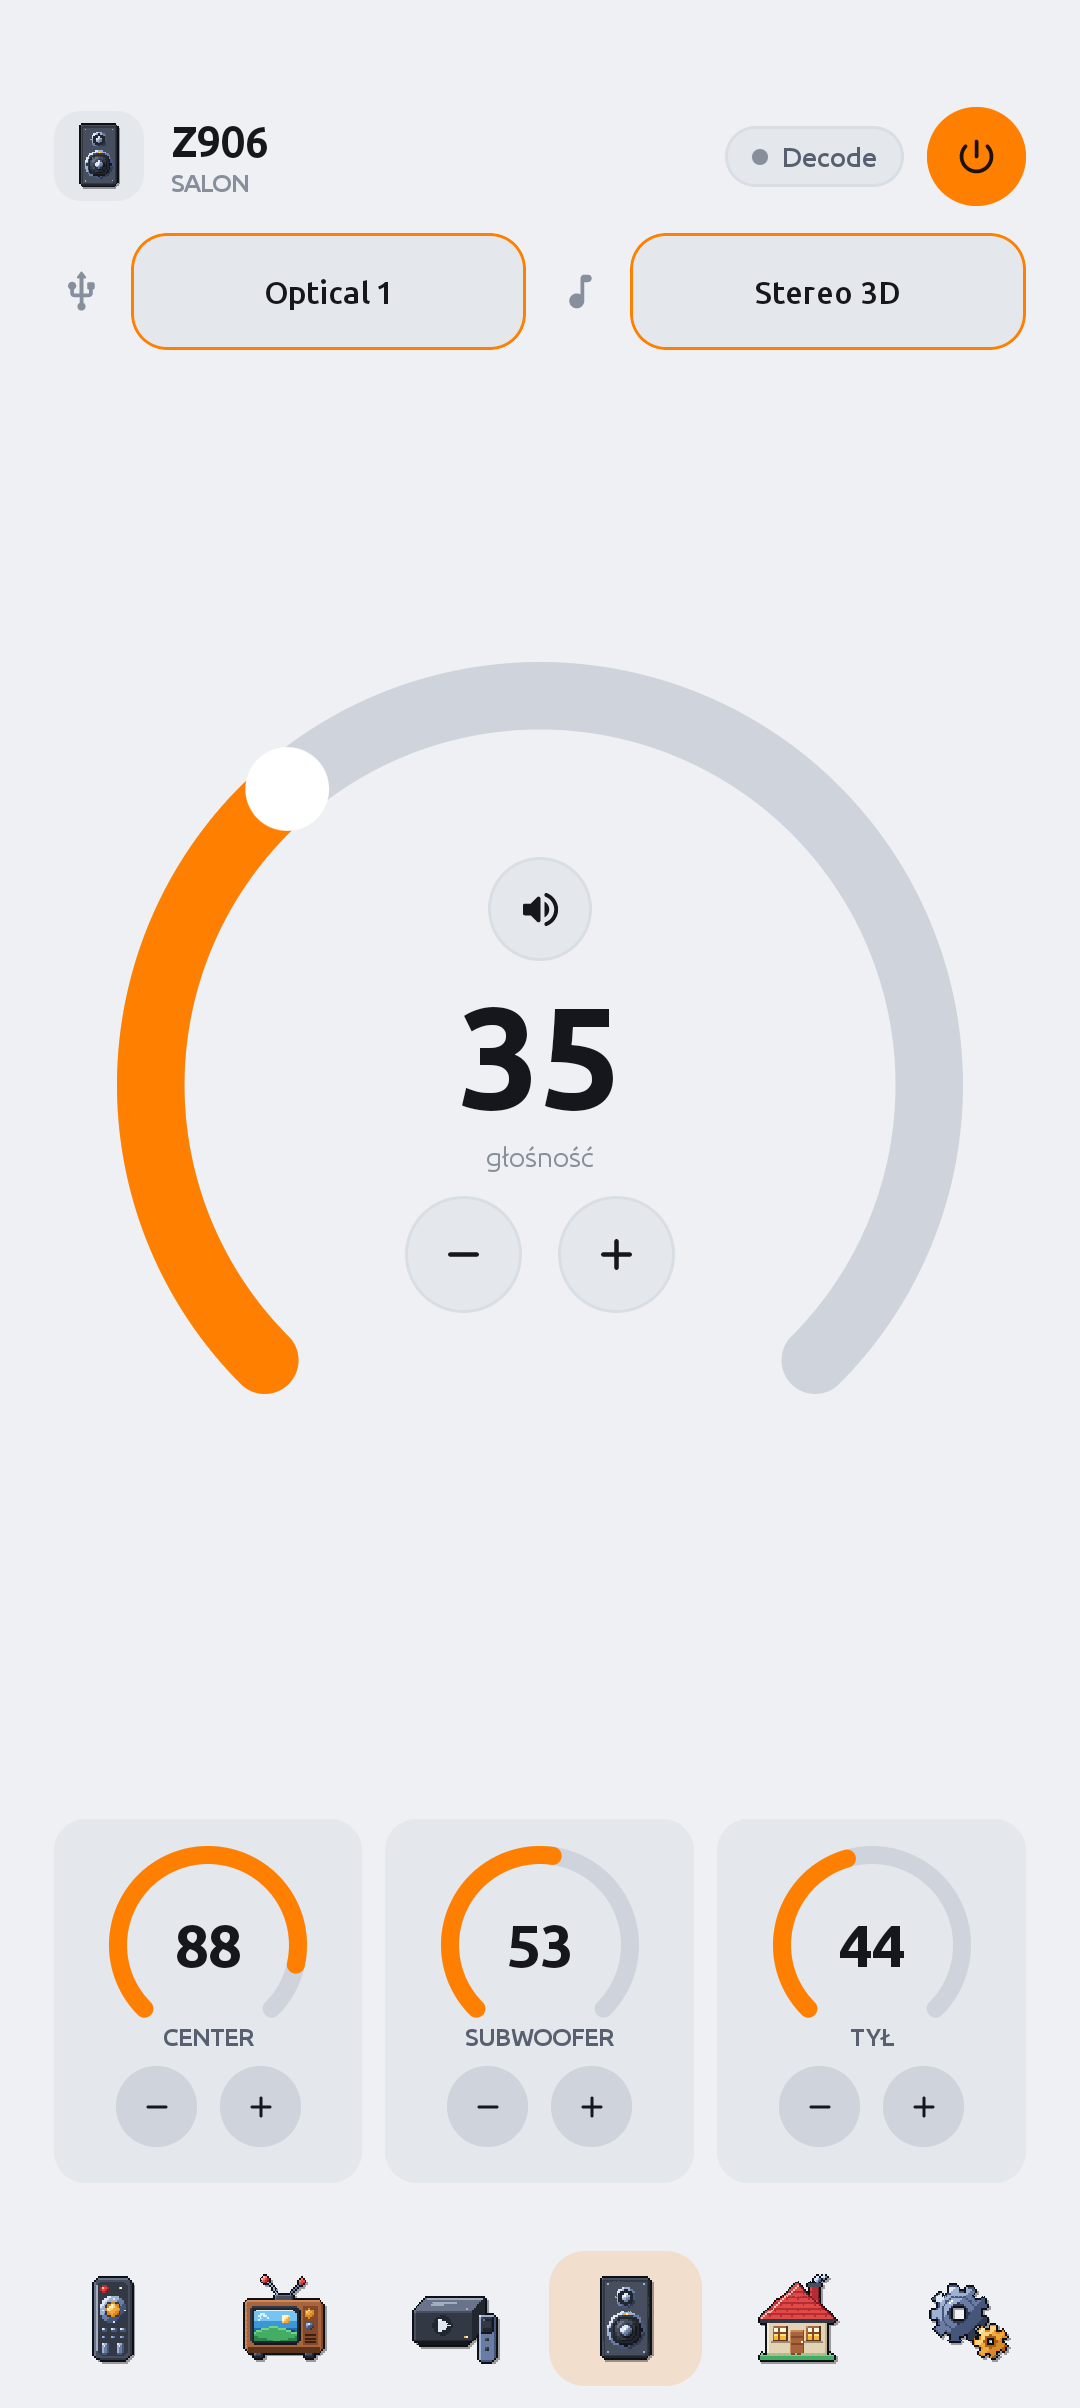 Z906
SALON
Decode
Optical 1
Stereo 3D
35
głośność
88
53
44
CENTER
SUBWOOFER
TYŁ